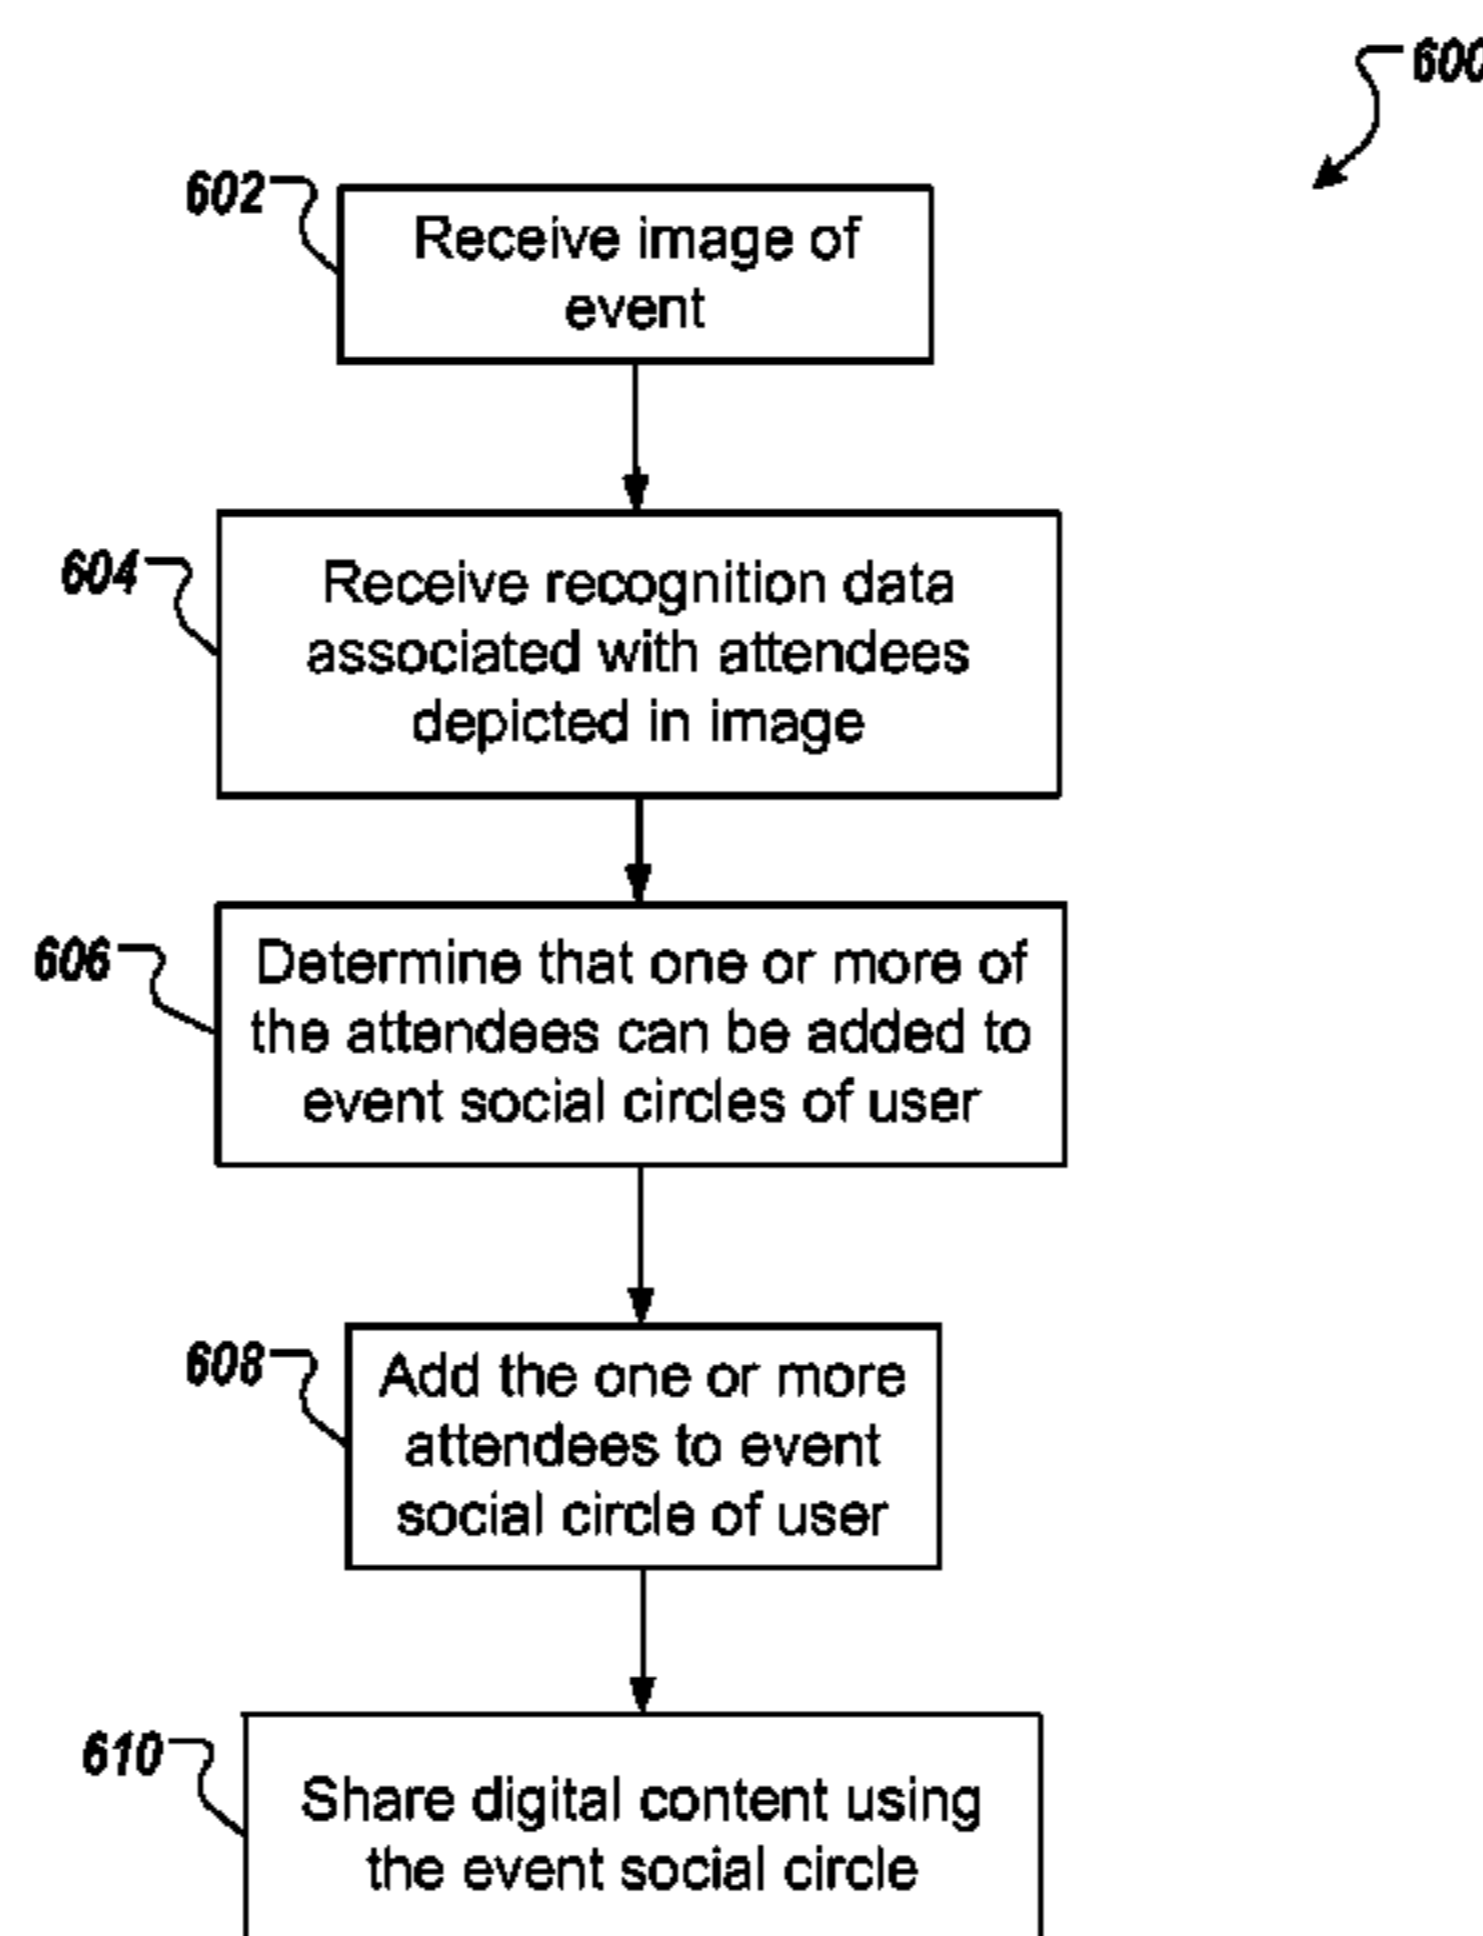 600
602
Receive image of
event
604
Receive recognition data
associated with attendees
depicted in image
606
Determine that one or more of
the attendees can be added to
event social circles of user
608
Add the one or more
attendees to event
social circle of user
610
Share digital content using
the event social circle